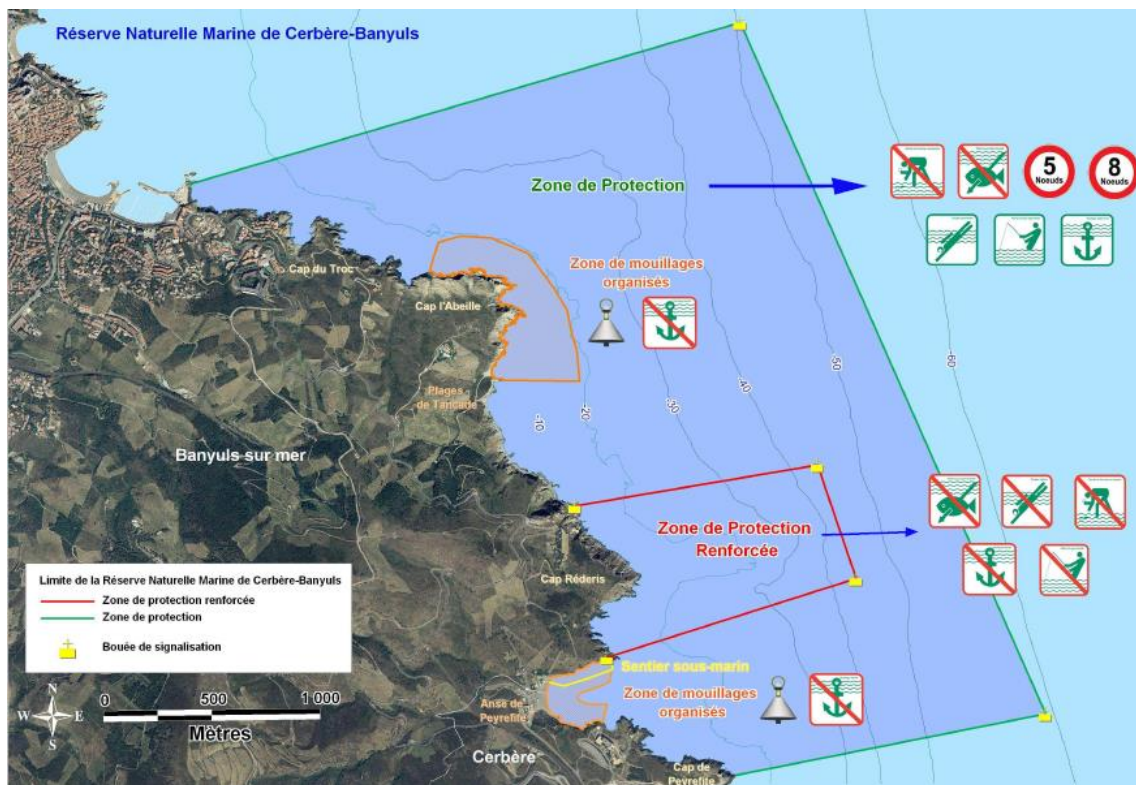 Réserve Naturelle Marine de Cerbère-Banyuls
Zone de Protection
5
Noeuds
8
Noeuds
Zone de mouillages
organisés
Cap du Troc
Cap l'Abeille
Plages
de Tancade
-10
-20
-30
-40
-50
-60
Banyuls sur mer
Zone de Protection
Renforcée
Cap Réderis
Limite de la Réserve Naturelle Marine de Cerbère-Banyuls
Zone de protection renforcée
Zone de protection
Bouée de signalisation
Sentier sous-marin
Zone de mouillages
organisés
Anse de
Peyrefite
N
W
E
S
0
500
1 000
Mètres
Cerbère
Cap de
Peyrefite